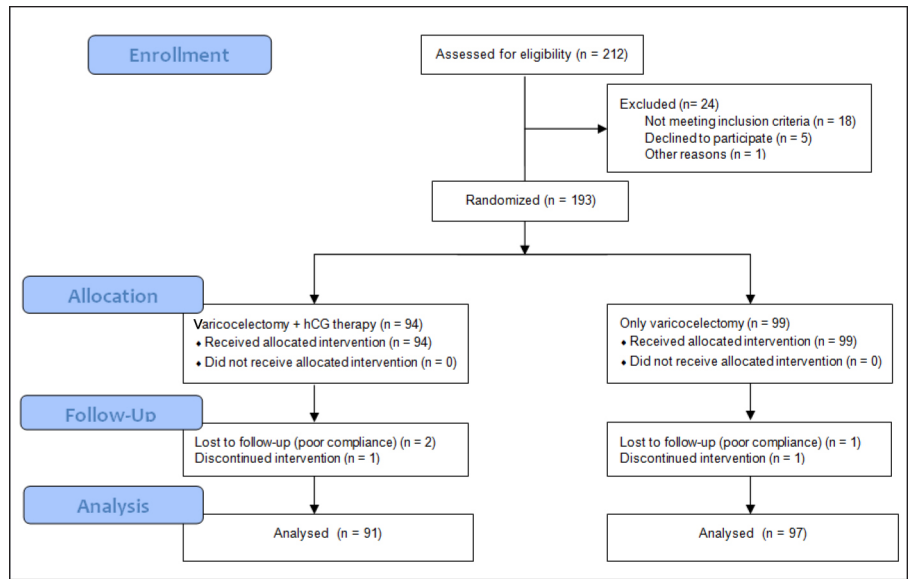 Enrollment
Assessed for eligibility (n = 212)
Excluded (n= 24)
Not meeting inclusion criteria (n = 18)
Declined to participate (n = 5)
Other reasons (n = 1)
Randomized (n = 193)
Allocation
Varicocelectomy + hCG therapy (n = 94)
⬧ Received allocated intervention (n = 94)
⬧ Did not receive allocated intervention (n = 0)
Only varicocelectomy (n = 99)
⬧ Received allocated intervention (n = 99)
⬧ Did not receive allocated intervention (n = 0)
Follow-Up
Lost to follow-up (poor compliance) (n = 2)
Discontinued intervention (n = 1)
Lost to follow-up (poor compliance) (n = 1)
Discontinued intervention (n = 1)
Analysis
Analysed (n = 91)
Analysed (n = 97)